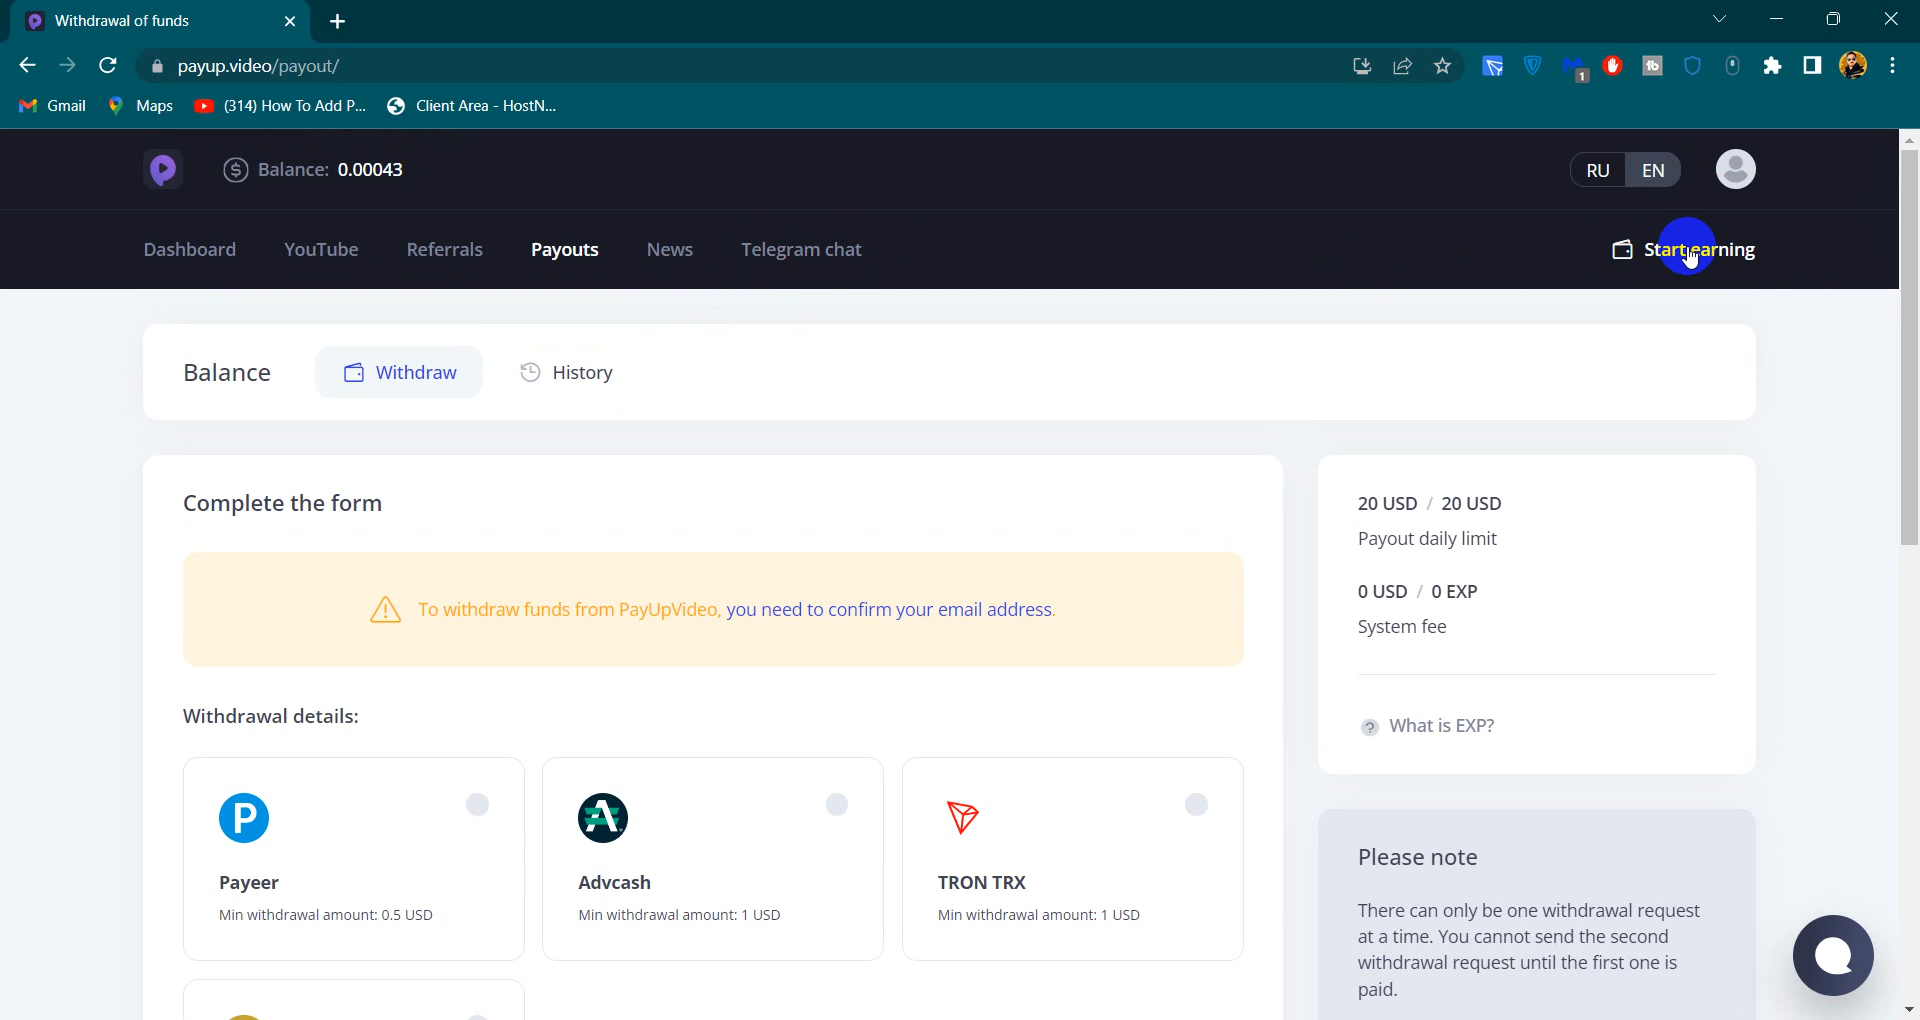 Withdrawal of funds
payup.video/payout/
1
Gmail
Maps
(314) How To Add P...
Client Area - HostN...
Balance: 0.00043
RU
EN
Dashboard
YouTube
Referrals
Payouts
News
Telegram chat
Start earning
Balance
Withdraw
History
Complete the form
To withdraw funds from PayUpVideo, you need to confirm your email address.
Withdrawal details:
Payeer
Min withdrawal amount: 0.5 USD
Advcash
Min withdrawal amount: 1 USD
TRON TRX
Min withdrawal amount: 1 USD
20 USD / 20 USD
Payout daily limit
0 USD / 0 EXP
System fee
? What is EXP?
Please note
There can only be one withdrawal request
at a time. You cannot send the second
withdrawal request until the first one is
paid.